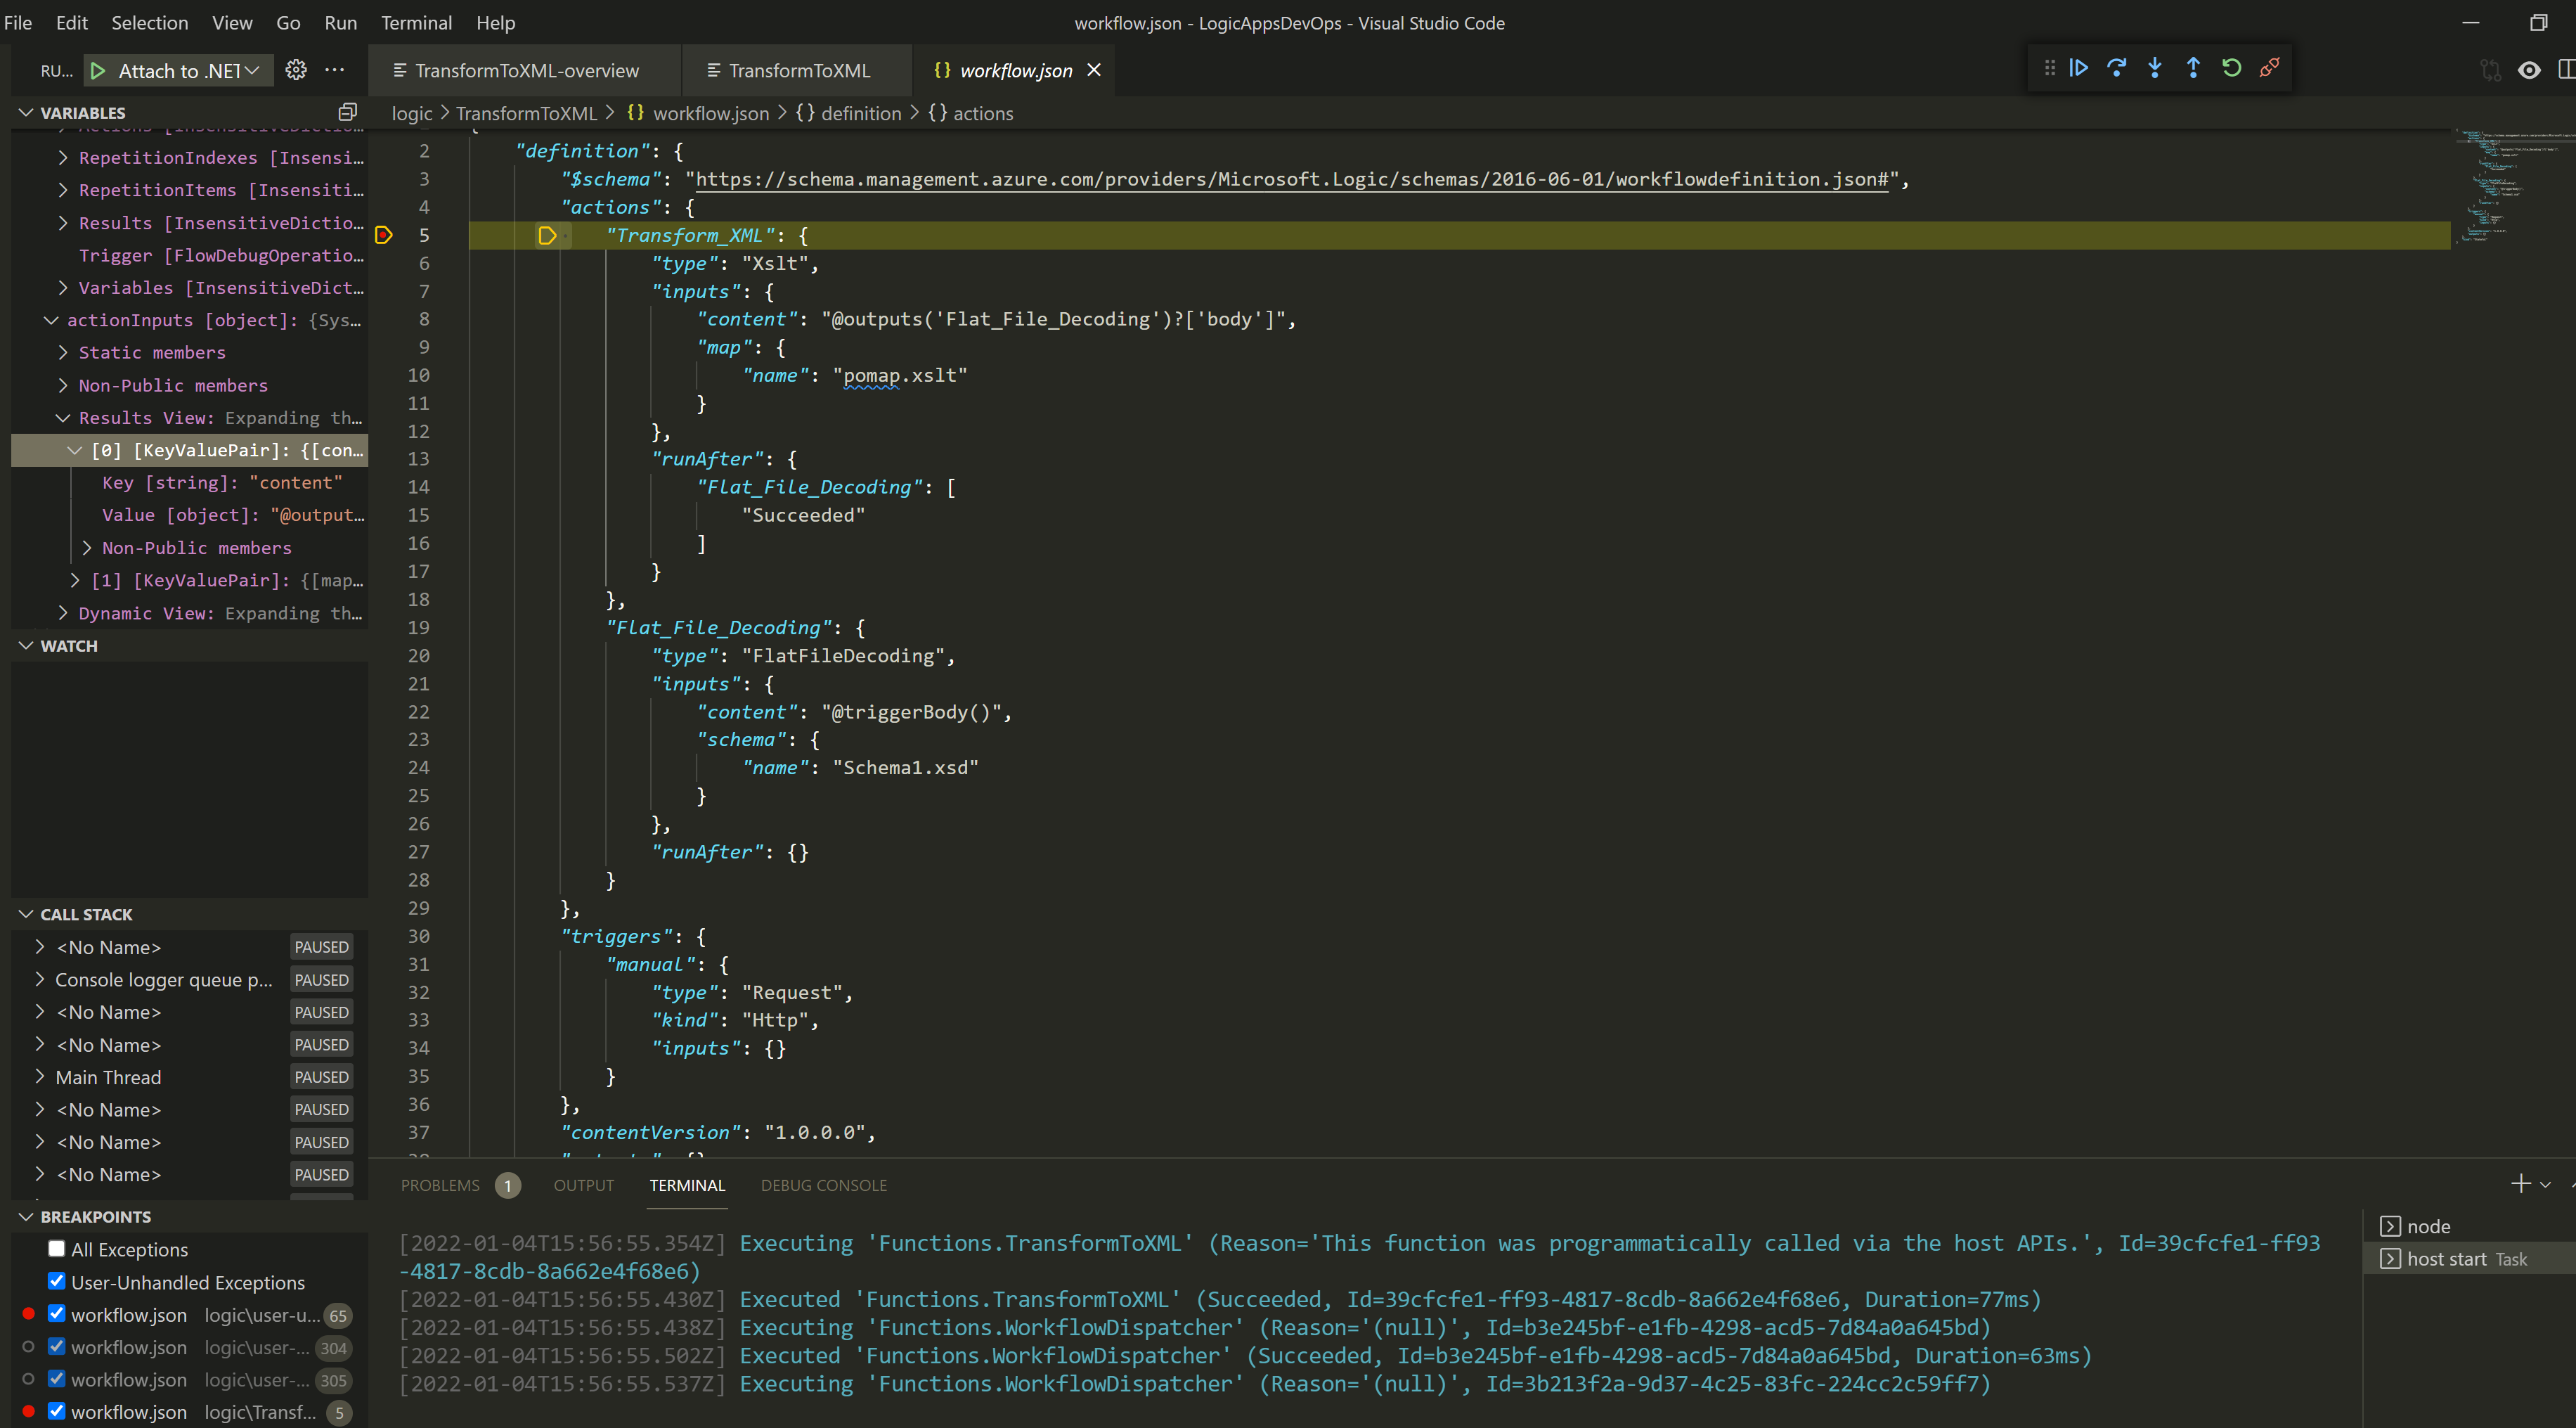 File Edit Selection View Go Run Terminal Help
workflow.json - LogicAppsDevOps - Visual Studio Code
RU... Attach to .NET
TransformToXML-overview
TransformToXML
{} workflow.json
VARIABLES
RepetitionIndexes [Insensi...
RepetitionItems [Insensiti...
Results [InsensitiveDictio...
Trigger [FlowDebugOperatio...
Variables [InsensitiveDict...
actionInputs [object]: {Sys...
Static members
Non-Public members
Results View: Expanding th...
[0] [KeyValuePair]: {[con...
Key [string]: "content"
Value [object]: "@output...
Non-Public members
[1] [KeyValuePair]: {[map...
Dynamic View: Expanding th...
WATCH
CALL STACK
<No Name> PAUSED
Console logger queue p... PAUSED
<No Name> PAUSED
<No Name> PAUSED
Main Thread PAUSED
<No Name> PAUSED
<No Name> PAUSED
<No Name> PAUSED
BREAKPOINTS
All Exceptions
User-Unhandled Exceptions
workflow.json logic\user-u... 65
workflow.json logic\user-... 304
workflow.json logic\user-... 305
workflow.json logic\Transf... 5
logic > TransformToXML > {} workflow.json > {} definition > {} actions
2 "definition": {
3 "$schema": "https://schema.management.azure.com/providers/Microsoft.Logic/schemas/2016-06-01/workflowdefinition.json#",
4 "actions": {
5 "Transform_XML": {
6 "type": "Xslt",
7 "inputs": {
8 "content": "@outputs('Flat_File_Decoding')?['body']",
9 "map": {
10 "name": "pomap.xslt"
11 }
12 },
13 "runAfter": {
14 "Flat_File_Decoding": [
15 "Succeeded"
16 ]
17 }
18 },
19 "Flat_File_Decoding": {
20 "type": "FlatFileDecoding",
21 "inputs": {
22 "content": "@triggerBody()",
23 "schema": {
24 "name": "Schema1.xsd"
25 }
26 },
27 "runAfter": {}
28 }
29 },
30 "triggers": {
31 "manual": {
32 "type": "Request",
33 "kind": "Http",
34 "inputs": {}
35 }
36 },
37 "contentVersion": "1.0.0.0",
PROBLEMS 1 OUTPUT TERMINAL DEBUG CONSOLE
[2022-01-04T15:56:55.354Z] Executing 'Functions.TransformToXML' (Reason='This function was programmatically called via the host APIs.', Id=39cfcfe1-ff93
-4817-8cdb-8a662e4f68e6)
[2022-01-04T15:56:55.430Z] Executed 'Functions.TransformToXML' (Succeeded, Id=39cfcfe1-ff93-4817-8cdb-8a662e4f68e6, Duration=77ms)
[2022-01-04T15:56:55.438Z] Executing 'Functions.WorkflowDispatcher' (Reason='(null)', Id=b3e245bf-e1fb-4298-acd5-7d84a0a645bd)
[2022-01-04T15:56:55.502Z] Executed 'Functions.WorkflowDispatcher' (Succeeded, Id=b3e245bf-e1fb-4298-acd5-7d84a0a645bd, Duration=63ms)
[2022-01-04T15:56:55.537Z] Executing 'Functions.WorkflowDispatcher' (Reason='(null)', Id=3b213f2a-9d37-4c25-83fc-224cc2c59ff7)
node
host start Task